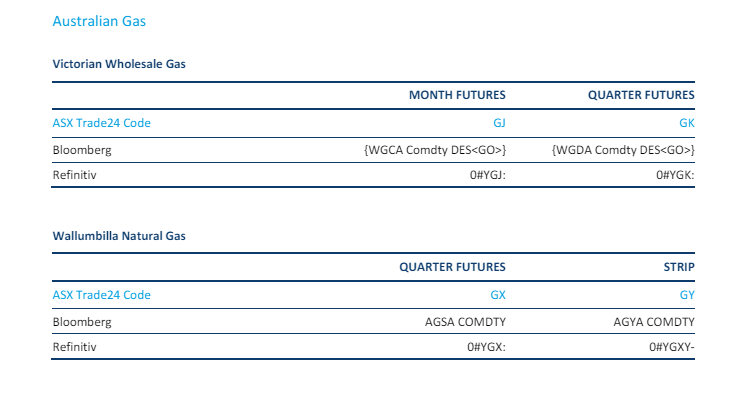 Australian Gas
Victorian Wholesale Gas
MONTH FUTURES QUARTER FUTURES
ASX Trade24 Code GJ GK
Bloomberg {WGCA Comdty DES<GO>} {WGDA Comdty DES<GO>}
Refinitiv 0#YGJ: 0#YGK:
Wallumbilla Natural Gas
QUARTER FUTURES STRIP
ASX Trade24 Code GX GY
Bloomberg AGSA COMDTY AGYA COMDTY
Refinitiv 0#YGX: 0#YGXY-